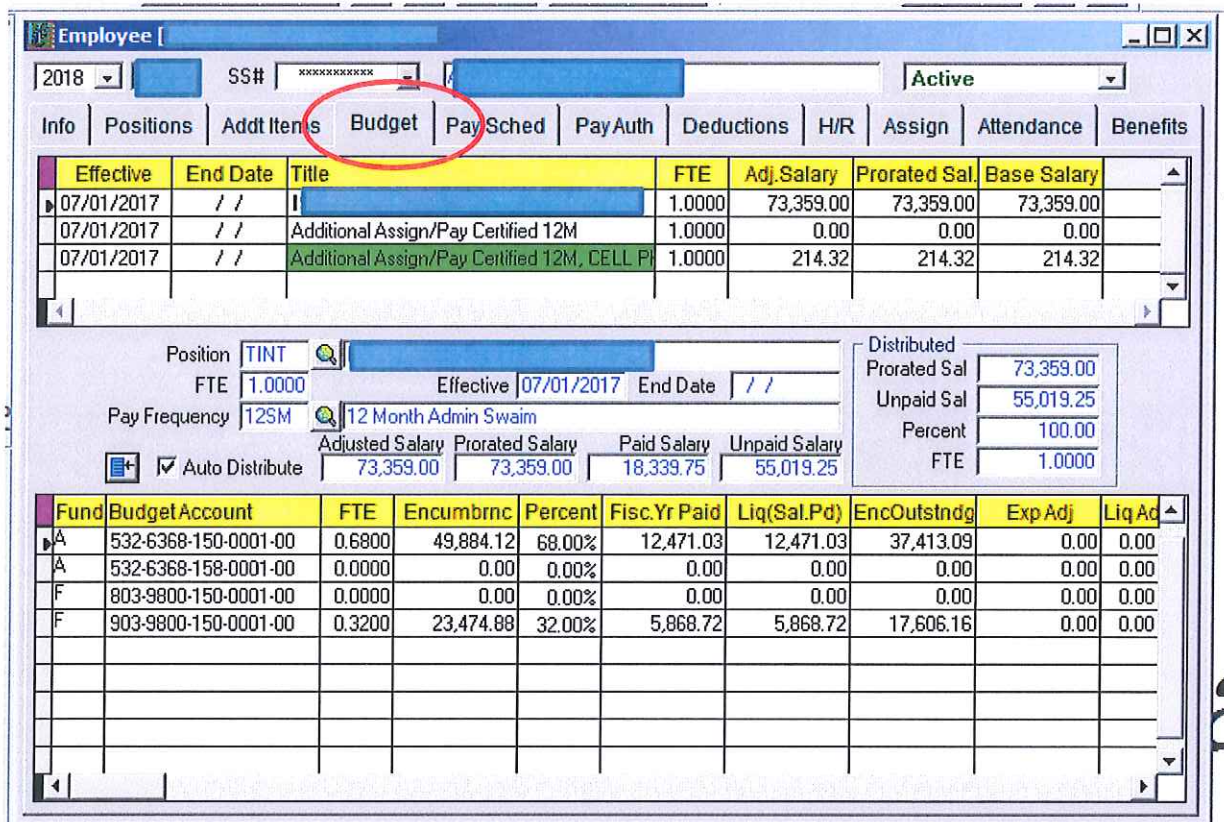 Employee [
2018 SS# *********** Active
Info Positions Addt Items Budget Pay Sched Pay Auth Deductions H/R Assign Attendance Benefits
Effective End Date Title FTE Adj.Salary Prorated Sal. Base Salary
07/01/2017 / / 1.0000 73,359.00 73,359.00 73,359.00
07/01/2017 / / Additional Assign/Pay Certified 12M 1.0000 0.00 0.00 0.00
07/01/2017 / / Additional Assign/Pay Certified 12M, CELL PH 1.0000 214.32 214.32 214.32
Position TINT
FTE 1.0000 Effective 07/01/2017 End Date / /
Pay Frequency 12SM 12 Month Admin Swaim
Adjusted Salary Prorated Salary Paid Salary Unpaid Salary
Auto Distribute 73,359.00 73,359.00 18,339.75 55,019.25
Distributed
Prorated Sal 73,359.00
Unpaid Sal 55,019.25
Percent 100.00
FTE 1.0000
Fund Budget Account FTE Encumbrnc Percent Fisc.Yr Paid Liq(Sal.Pd) EncOutstndg Exp Adj Liq Ad
A 532-6368-150-0001-00 0.6800 49,884.12 68.00% 12,471.03 12,471.03 37,413.09 0.00 0.00
A 532-6368-158-0001-00 0.0000 0.00 0.00% 0.00 0.00 0.00 0.00 0.00
F 803-9800-150-0001-00 0.0000 0.00 0.00% 0.00 0.00 0.00 0.00 0.00
F 903-9800-150-0001-00 0.3200 23,474.88 32.00% 5,868.72 5,868.72 17,606.16 0.00 0.00